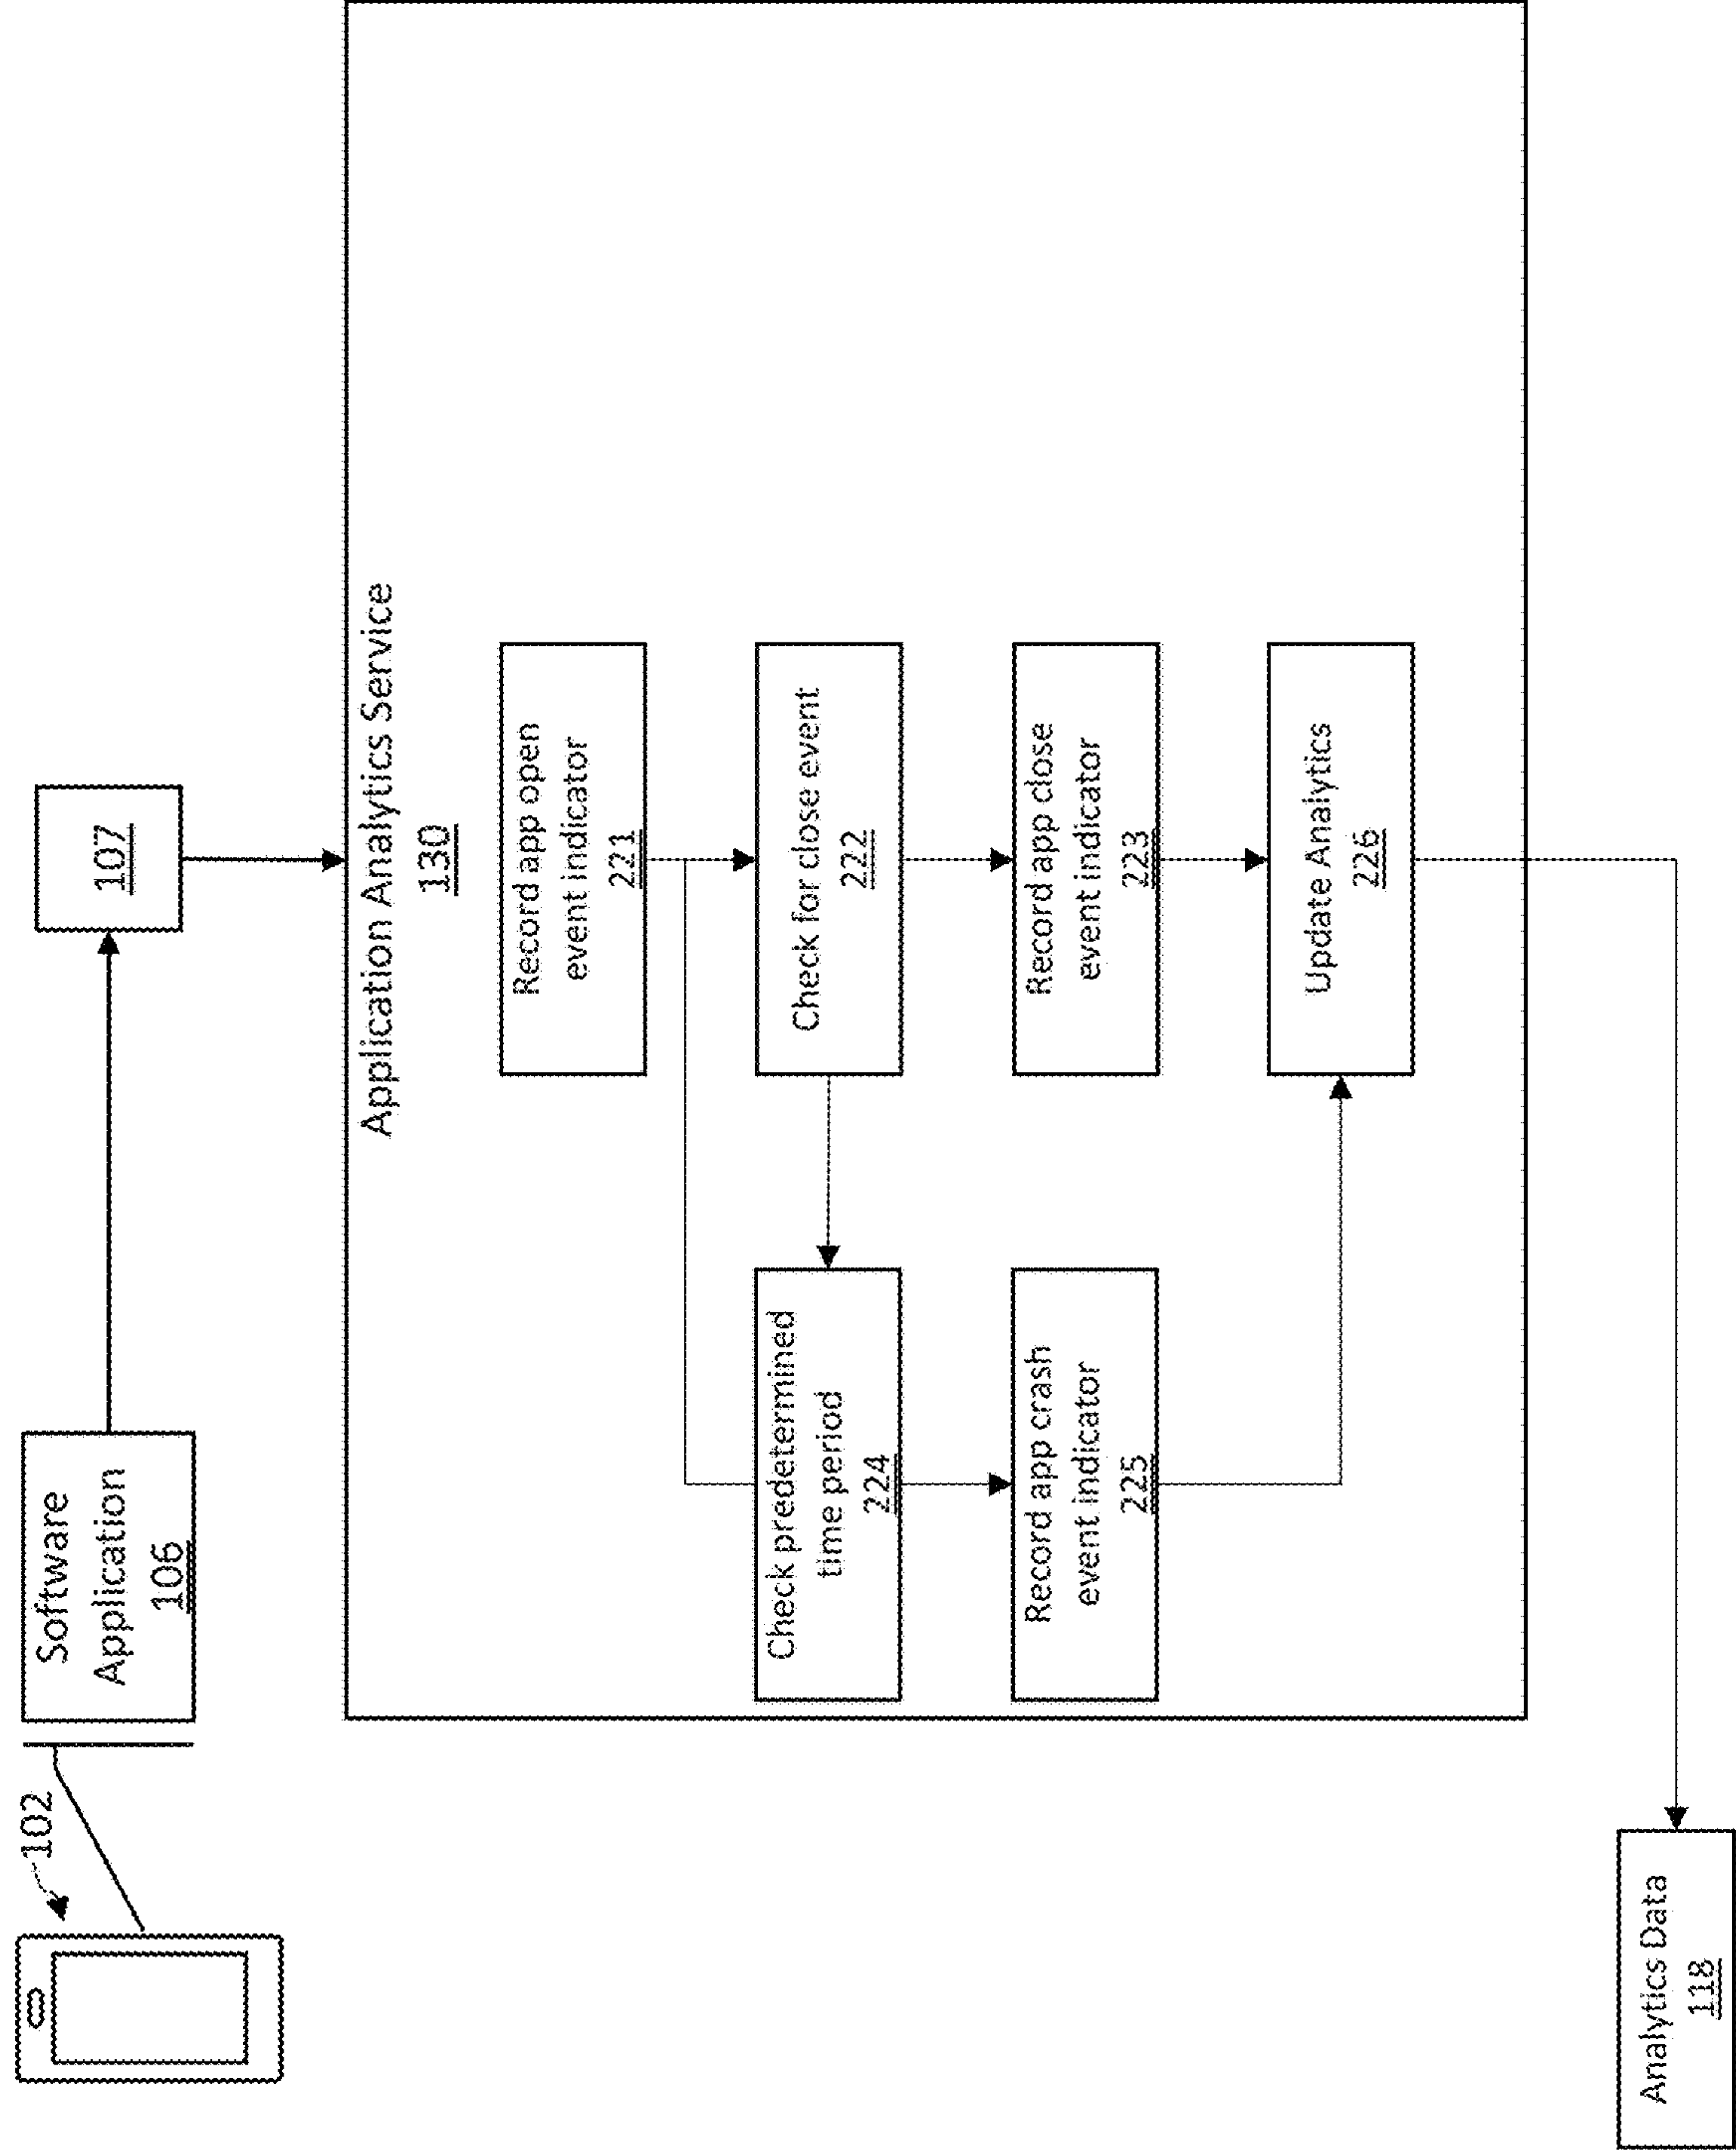 102
Software
Application
106
107
Application Analytics Service
130
Record app open
event indicator
221
Check for close event
222
Check predetermined
time period
224
Record app close
event indicator
223
Record app crash
event indicator
225
Update Analytics
226
Analytics Data
118